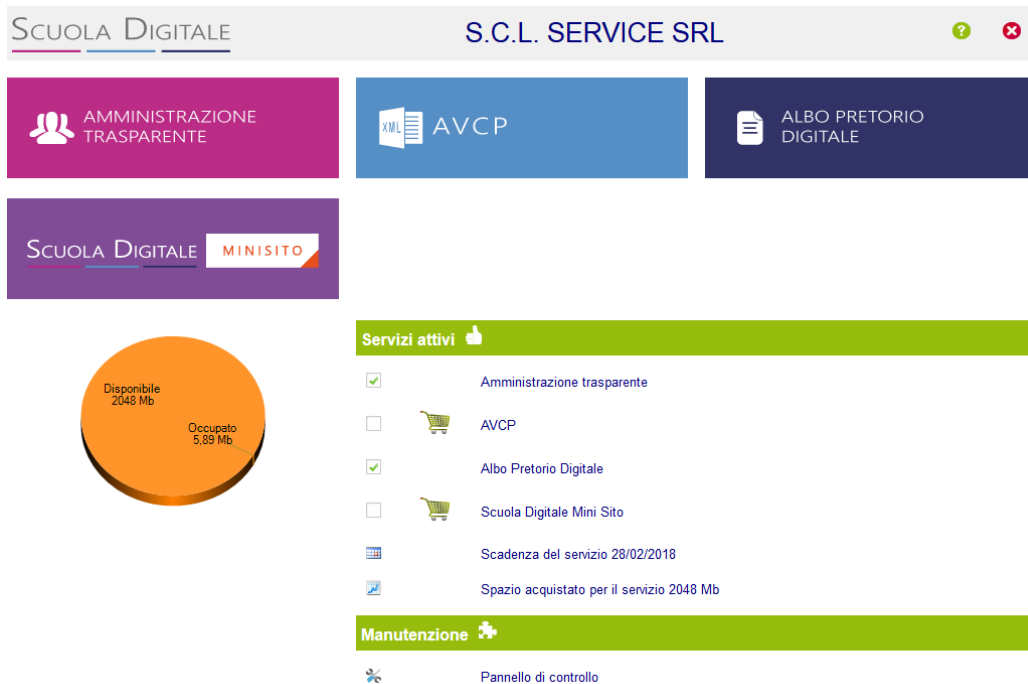 SCUOLA DIGITALE
S.C.L. SERVICE SRL
?
AMMINISTRAZIONE
TRASPARENTE
XML
AVCP
ALBO PRETORIO
DIGITALE
SCUOLA DIGITALE MINISITO
Disponibile
2048 Mb
Occupato
5,89 Mb
Servizi attivi
Amministrazione trasparente
AVCP
Albo Pretorio Digitale
Scuola Digitale Mini Sito
Scadenza del servizio 28/02/2018
Spazio acquistato per il servizio 2048 Mb
Manutenzione
Pannello di controllo